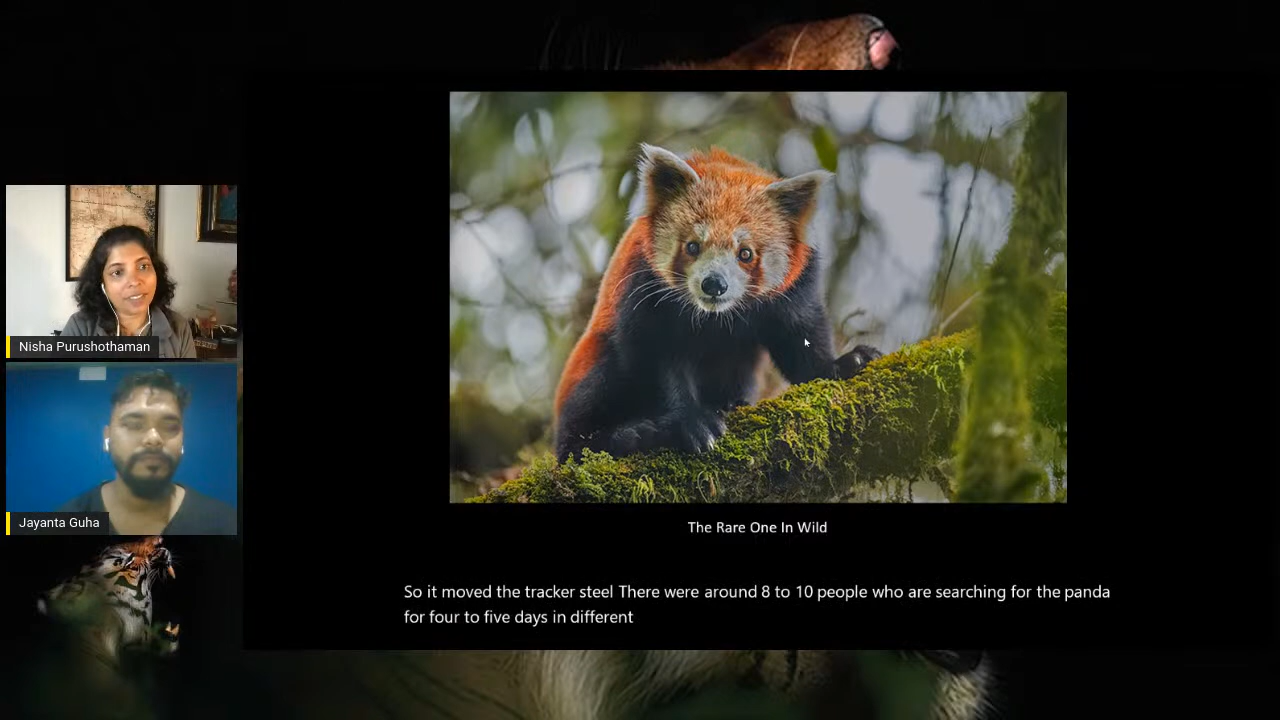 Nisha Purushothaman
Jayanta Guha
The Rare One In Wild
So it moved the tracker steel There were around 8 to 10 people who are searching for the panda
for four to five days in different